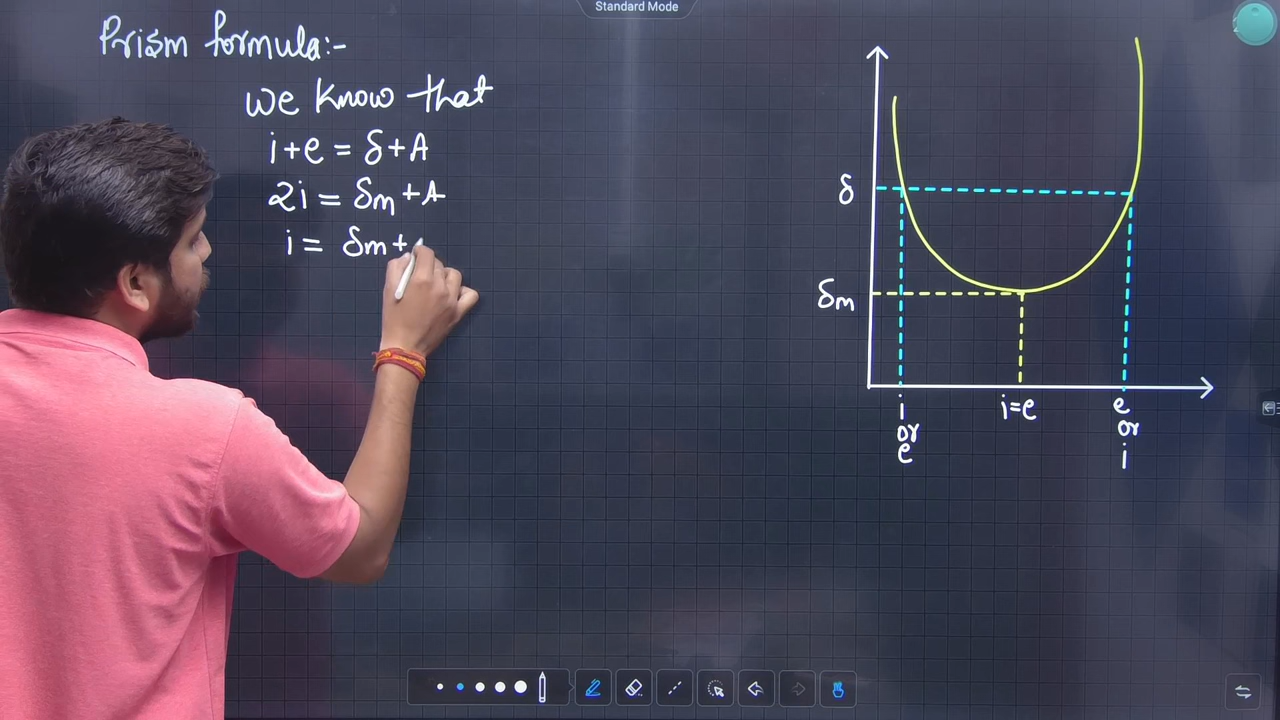 Standard Mode
Prism formula:-
we know that
i+e = δ+A
2i = δm+A
i = δm+
δ
δm
i or e
i=e
e or i